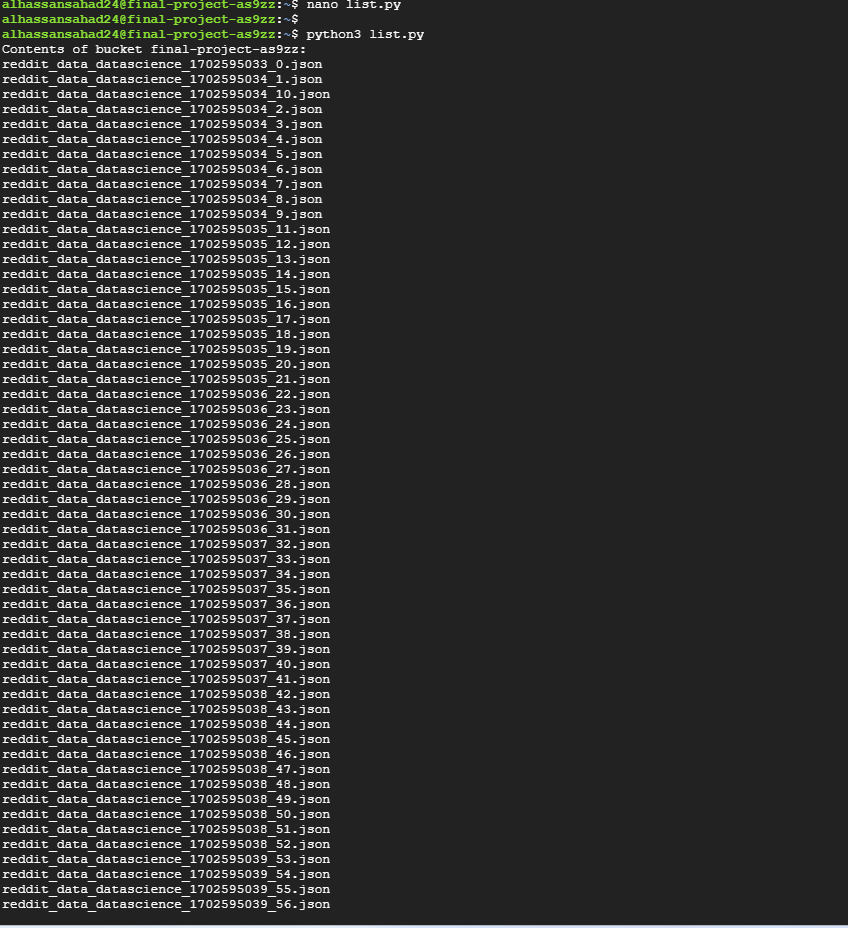 alhassansahad24@final-project-as9zz:~$ nano list.py
alhassansahad24@final-project-as9zz:~$
alhassansahad24@final-project-as9zz:~$ python3 list.py
Contents of bucket final-project-as9zz:
reddit_data_datascience_1702595033_0.json
reddit_data_datascience_1702595034_1.json
reddit_data_datascience_1702595034_10.json
reddit_data_datascience_1702595034_2.json
reddit_data_datascience_1702595034_3.json
reddit_data_datascience_1702595034_4.json
reddit_data_datascience_1702595034_5.json
reddit_data_datascience_1702595034_6.json
reddit_data_datascience_1702595034_7.json
reddit_data_datascience_1702595034_8.json
reddit_data_datascience_1702595034_9.json
reddit_data_datascience_1702595035_11.json
reddit_data_datascience_1702595035_12.json
reddit_data_datascience_1702595035_13.json
reddit_data_datascience_1702595035_14.json
reddit_data_datascience_1702595035_15.json
reddit_data_datascience_1702595035_16.json
reddit_data_datascience_1702595035_17.json
reddit_data_datascience_1702595035_18.json
reddit_data_datascience_1702595035_19.json
reddit_data_datascience_1702595035_20.json
reddit_data_datascience_1702595035_21.json
reddit_data_datascience_1702595036_22.json
reddit_data_datascience_1702595036_23.json
reddit_data_datascience_1702595036_24.json
reddit_data_datascience_1702595036_25.json
reddit_data_datascience_1702595036_26.json
reddit_data_datascience_1702595036_27.json
reddit_data_datascience_1702595036_28.json
reddit_data_datascience_1702595036_29.json
reddit_data_datascience_1702595036_30.json
reddit_data_datascience_1702595036_31.json
reddit_data_datascience_1702595037_32.json
reddit_data_datascience_1702595037_33.json
reddit_data_datascience_1702595037_34.json
reddit_data_datascience_1702595037_35.json
reddit_data_datascience_1702595037_36.json
reddit_data_datascience_1702595037_37.json
reddit_data_datascience_1702595037_38.json
reddit_data_datascience_1702595037_39.json
reddit_data_datascience_1702595037_40.json
reddit_data_datascience_1702595037_41.json
reddit_data_datascience_1702595038_42.json
reddit_data_datascience_1702595038_43.json
reddit_data_datascience_1702595038_44.json
reddit_data_datascience_1702595038_45.json
reddit_data_datascience_1702595038_46.json
reddit_data_datascience_1702595038_47.json
reddit_data_datascience_1702595038_48.json
reddit_data_datascience_1702595038_49.json
reddit_data_datascience_1702595038_50.json
reddit_data_datascience_1702595038_51.json
reddit_data_datascience_1702595038_52.json
reddit_data_datascience_1702595039_53.json
reddit_data_datascience_1702595039_54.json
reddit_data_datascience_1702595039_55.json
reddit_data_datascience_1702595039_56.json